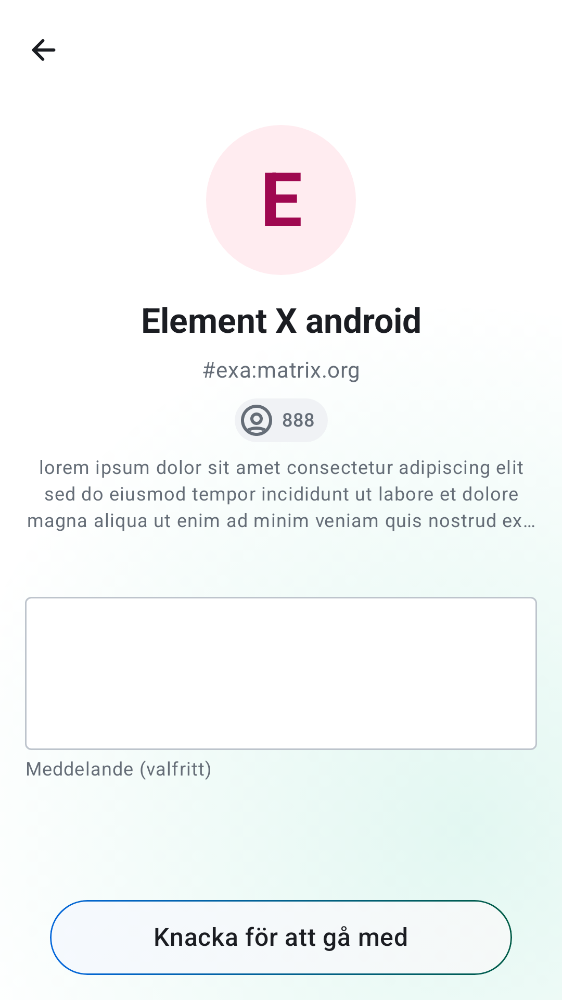 E
Element X android
#exa:matrix.org
888
lorem ipsum dolor sit amet consectetur adipiscing elit
sed do eiusmod tempor incididunt ut labore et dolore
magna aliqua ut enim ad minim veniam quis nostrud ex…
Meddelande (valfritt)
Knacka för att gå med